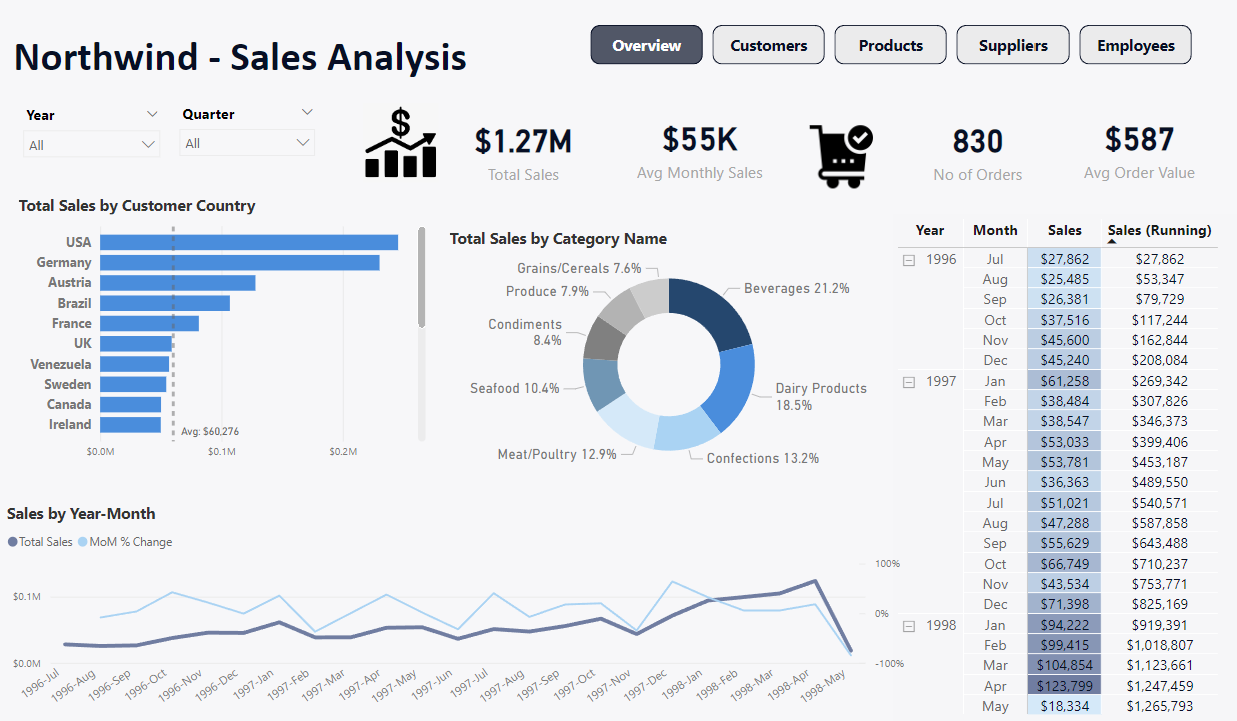 Northwind - Sales Analysis
Overview
Customers
Products
Suppliers
Employees
Year
All
Quarter
All
$
$1.27M
Total Sales
$55K
Avg Monthly Sales
830
No of Orders
$587
Avg Order Value
Total Sales by Customer Country
USA
Germany
Austria
Brazil
France
UK
Venezuela
Sweden
Canada
Ireland
Avg: $60,276
$0.0M
$0.1M
$0.2M
Total Sales by Category Name
Grains/Cereals 7.6%
Produce 7.9%
Condiments
8.4%
Seafood 10.4%
Meat/Poultry 12.9%
Beverages 21.2%
Dairy Products
18.5%
Confections 13.2%
Year Month Sales Sales (Running)
1996 Jul $27,862 $27,862
Aug $25,485 $53,347
Sep $26,381 $79,729
Oct $37,516 $117,244
Nov $45,600 $162,844
Dec $45,240 $208,084
1997 Jan $61,258 $269,342
Feb $38,484 $307,826
Mar $38,547 $346,373
Apr $53,033 $399,406
May $53,781 $453,187
Jun $36,363 $489,550
Jul $51,021 $540,571
Aug $47,288 $587,858
Sep $55,629 $643,488
Oct $66,749 $710,237
Nov $43,534 $753,771
Dec $71,398 $825,169
1998 Jan $94,222 $919,391
Feb $99,415 $1,018,807
Mar $104,854 $1,123,661
Apr $123,799 $1,247,459
May $18,334 $1,265,793
Sales by Year-Month
Total Sales MoM % Change
$0.1M
$0.0M
100%
0%
-100%
1996-Jul
1996-Aug
1996-Sep
1996-Oct
1996-Nov
1996-Dec
1997-Jan
1997-Feb
1997-Mar
1997-Apr
1997-May
1997-Jun
1997-Jul
1997-Aug
1997-Sep
1997-Oct
1997-Nov
1997-Dec
1998-Jan
1998-Feb
1998-Mar
1998-Apr
1998-May